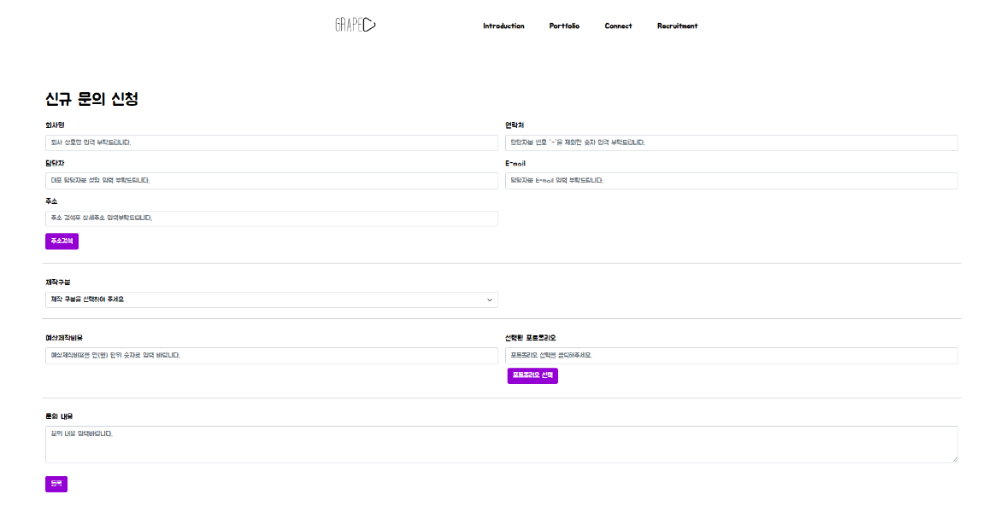 GRAPE
Introduction Portfolio Connect Recruitment
신규 문의 신청
회사명
회사 상호명 입력 부탁드립니다.
연락처
담당자분 번호 '-'을 제외한 숫자 입력 부탁드립니다.
담당자
대표 담당자분 성함 입력 부탁드립니다.
E-mail
담당자분 E-mail 입력 부탁드립니다.
주소
주소 검색후 상세주소 입력부탁드립니다.
주소검색
제작구분
제작 구분을 선택하여 주세요
예상제작비용
예상제작비용을 만(원) 단위 숫자로 입력 바랍니다.
선택한 포트폴리오
포트폴리오 선택을 클릭해주세요.
포트폴리오 선택
문의 내용
문의 내용 입력바랍니다.
등록